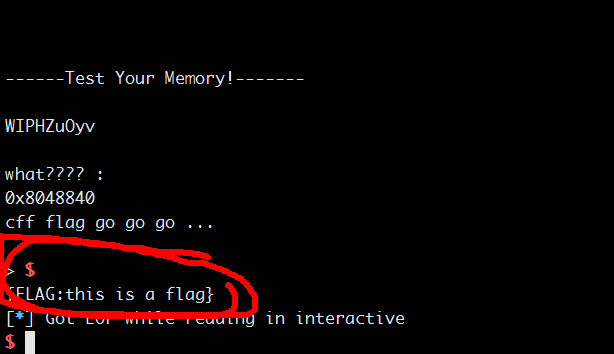 ------Test Your Memory!-------
WIPHZuOyv
what???? :
0x8048840
cff flag go go go ...
> $
{FLAG:this is a flag}
[*] Got EOF while reading in interactive
$